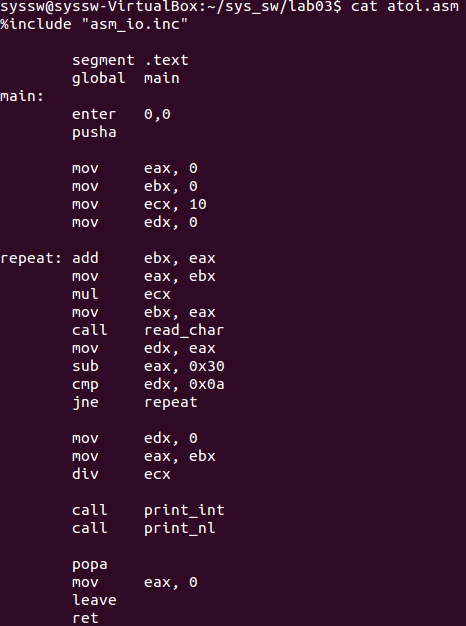 syssw@syssw-VirtualBox:~/sys_sw/lab03$ cat atoi.asm
%include "asm_io.inc"
segment .text
global main
main:
enter 0,0
pusha
mov eax, 0
mov ebx, 0
mov ecx, 10
mov edx, 0
repeat: add ebx, eax
mov eax, ebx
mul ecx
mov ebx, eax
call read_char
mov edx, eax
sub eax, 0x30
cmp edx, 0x0a
jne repeat
mov edx, 0
mov eax, ebx
div ecx
call print_int
call print_nl
popa
mov eax, 0
leave
ret